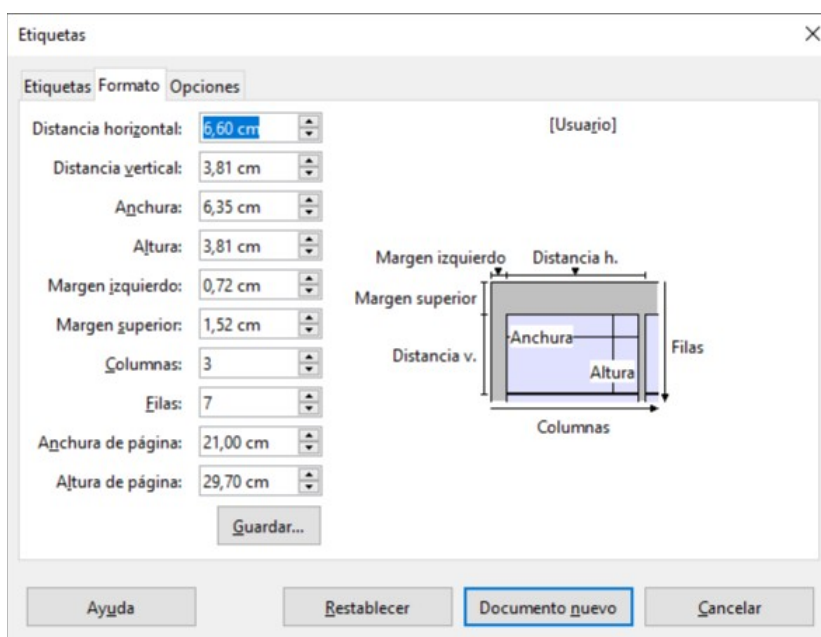 Etiquetas
Etiquetas Formato Opciones
Distancia horizontal: 6,60 cm
Distancia vertical: 3,81 cm
Anchura: 6,35 cm
Altura: 3,81 cm
Margen izquierdo: 0,72 cm
Margen superior: 1,52 cm
Columnas: 3
Filas: 7
Anchura de página: 21,00 cm
Altura de página: 29,70 cm
Guardar...
[Usuario]
Margen izquierdo Distancia h.
Margen superior
Anchura
Distancia v.
Filas
Altura
Columnas
Ayuda Restablecer Documento nuevo Cancelar